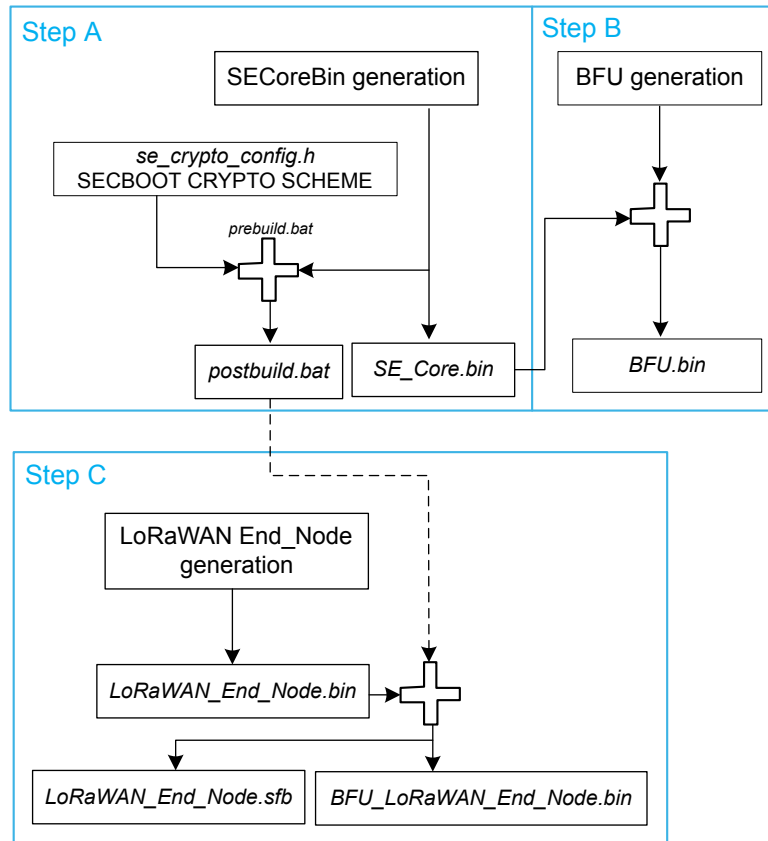 Step A
SECoreBin generation
se_crypto_config.h
SECBOOT CRYPTO SCHEME
prebuild.bat
postbuild.bat
SE_Core.bin
Step B
BFU generation
BFU.bin
Step C
LoRaWAN End_Node
generation
LoRaWAN_End_Node.bin
LoRaWAN_End_Node.sfb
BFU_LoRaWAN_End_Node.bin